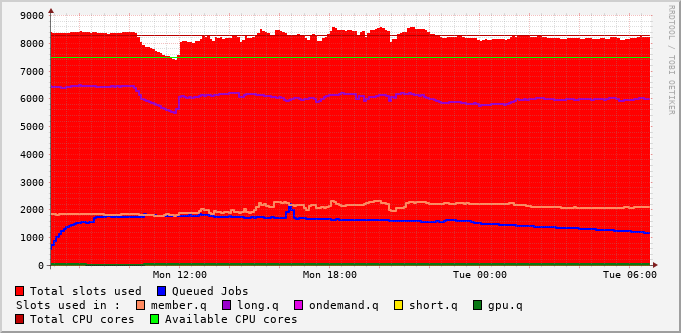 9000
8000
7000
6000
5000
4000
3000
2000
1000
0
Mon 12:00 Mon 18:00 Tue 00:00 Tue 06:00
RRDTOOL / TOBI OETIKER
Total slots used Queued Jobs
Slots used in : member.q long.q ondemand.q short.q gpu.q
Total CPU cores Available CPU cores